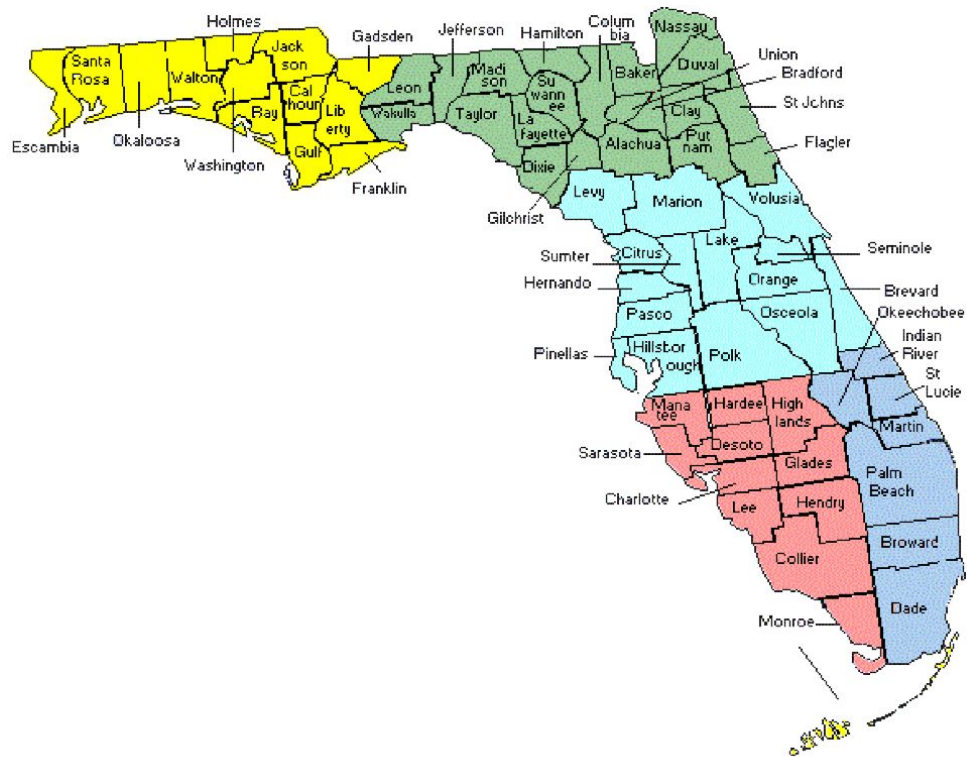 Holmes
Jack
son
Gadsden
Jefferson
Hamilton
Colum
bia
Nassau
Union
Bradford
St Johns
Flagler
Santa
Rosa
Walton
Cal
houn
Lib
erty
Leon
Wakulla
Madi
son
Su
wann
ee
Taylor
La
fayette
Baker
Duval
Clay
Put
nam
Alachua
Bay
Gulf
Dixie
Escambia
Okaloosa
Washington
Franklin
Gilchrist
Levy
Marion
Volusia
Citrus
Lake
Sumter
Seminole
Hernando
Orange
Brevard
Pasco
Osceola
Okeechobee
Indian
River
Pinellas
Hillsbor
ough
Polk
St
Lucie
Mana
tee
Hardee
High
lands
Martin
Sarasota
Desoto
Glades
Palm
Beach
Charlotte
Lee
Hendry
Collier
Broward
Monroe
Dade